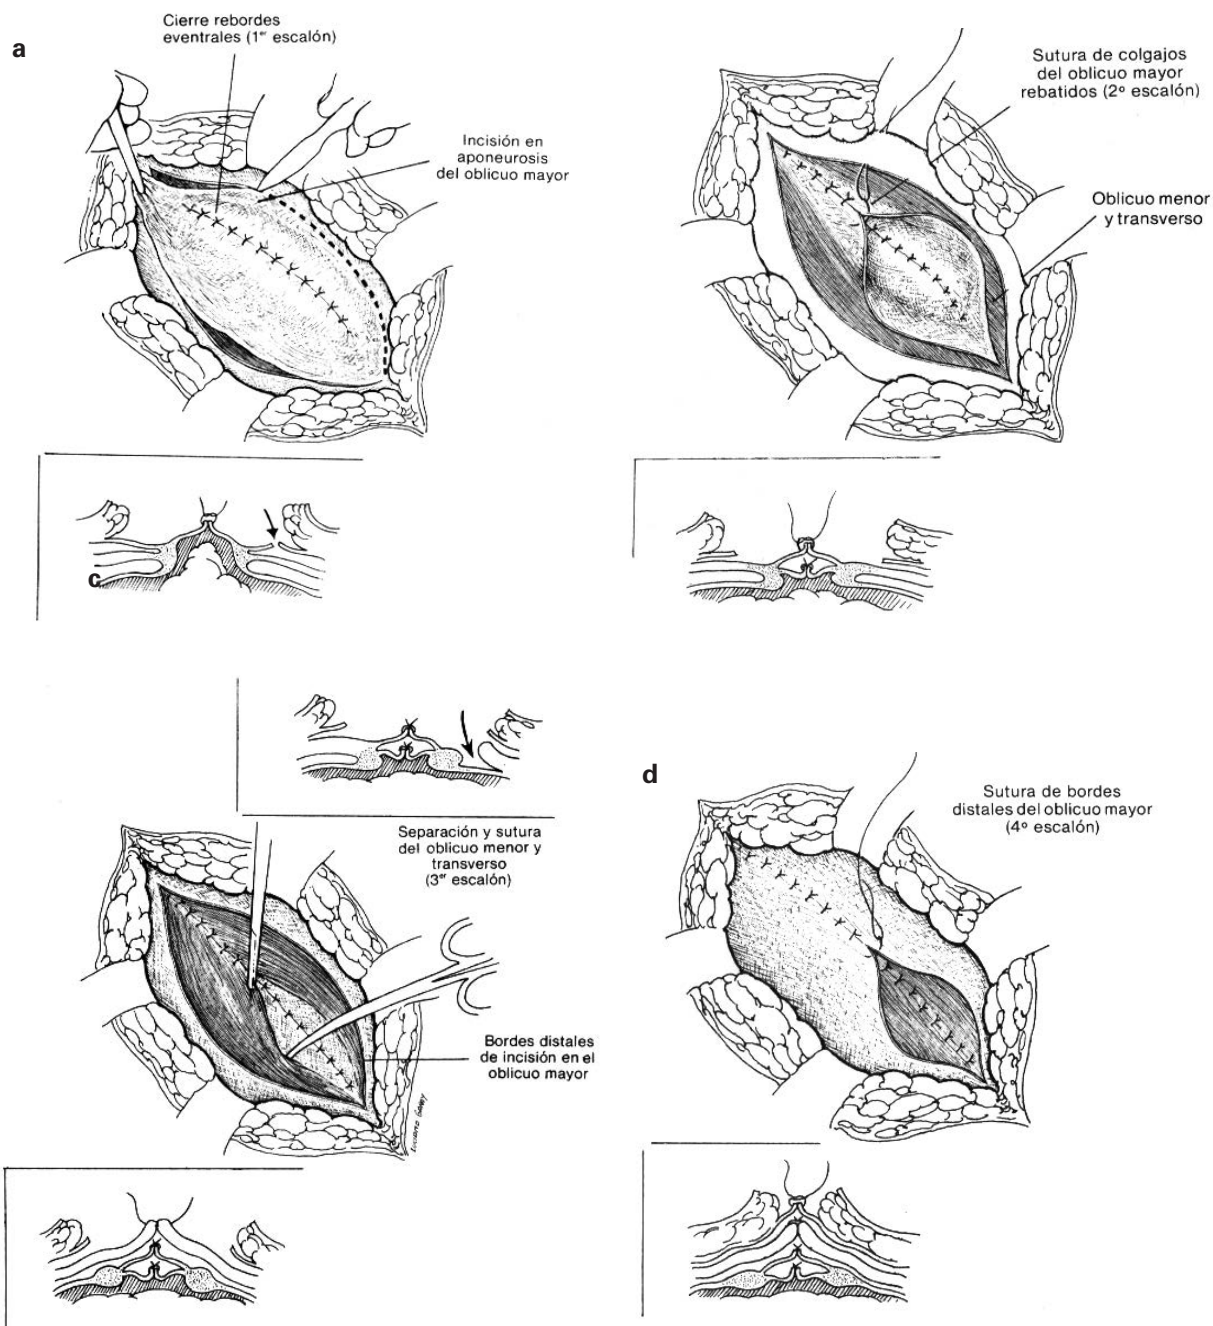 a
Cierre rebordes
eventrales (1er escalón)
Incisión en
aponeurosis
del oblicuo mayor
Sutura de colgajos
del oblicuo mayor
rebatidos (2º escalón)
Oblicuo menor
y transverso
c
Separación y sutura
del oblicuo menor y
transverso
(3er escalón)
Bordes distales
de incisión en el
oblicuo mayor
d
Sutura de bordes
distales del oblicuo mayor
(4º escalón)